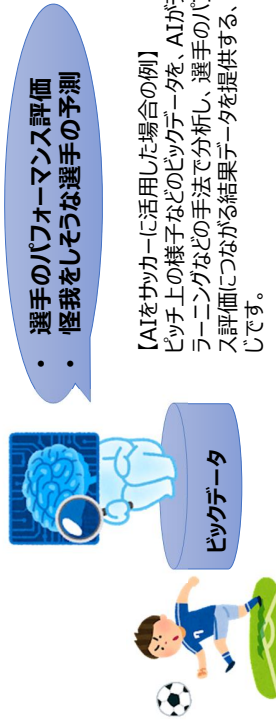 ・ 選手のパフォーマンス評価
・ 怪我をしそうな選手の予測
【AIをサッカーに活用した場合の例】
ピッチ上の様子などのビックデータを、AIが
ラーニングなどの手法で分析し、選手のパ
ス評価につながる結果データを提供する、
じです。
ビックデータ